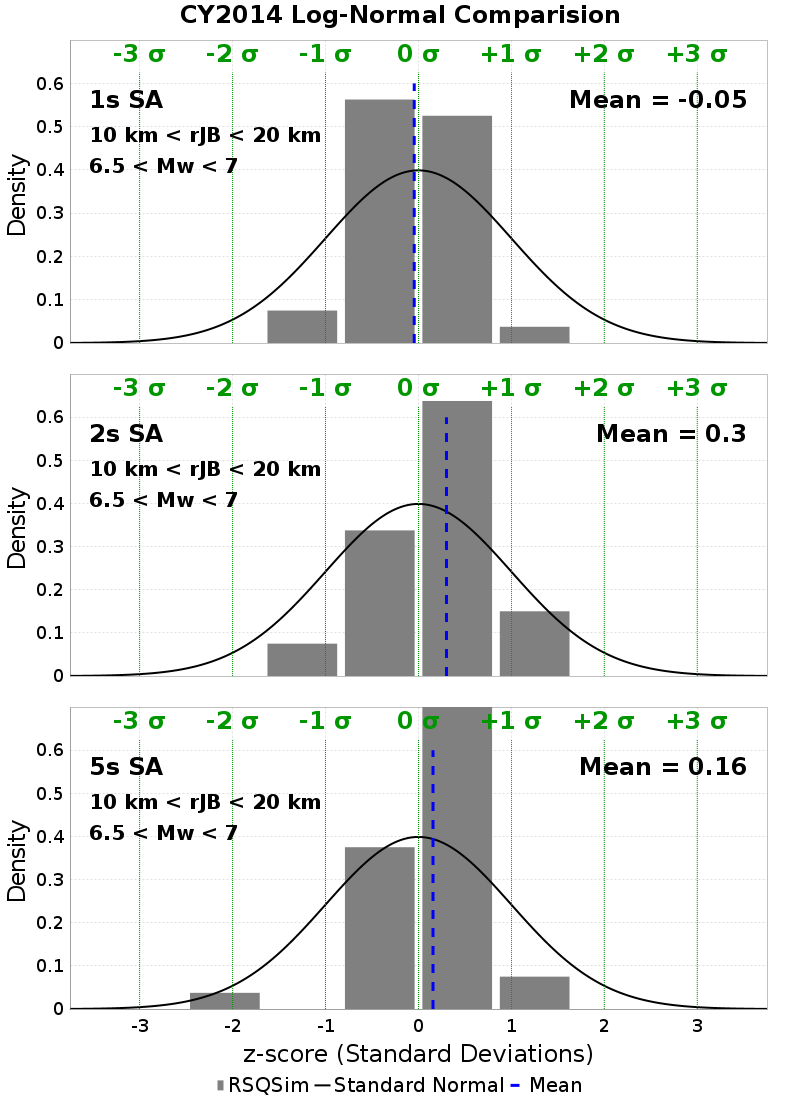 CY2014 Log-Normal Comparision
-3 σ -2 σ -1 σ 0 σ +1 σ +2 σ +3 σ
1s SA
Mean = -0.05
10 km < rJB < 20 km
6.5 < Mw < 7
0.6
0.5
0.4
0.3
0.2
0.1
0
Density
-3 σ -2 σ -1 σ 0 σ +1 σ +2 σ +3 σ
2s SA
Mean = 0.3
10 km < rJB < 20 km
6.5 < Mw < 7
0.6
0.5
0.4
0.3
0.2
0.1
0
Density
-3 σ -2 σ -1 σ 0 σ +1 σ +2 σ +3 σ
5s SA
Mean = 0.16
10 km < rJB < 20 km
6.5 < Mw < 7
0.6
0.5
0.4
0.3
0.2
0.1
0
Density
-3 -2 -1 0 1 2 3
z-score (Standard Deviations)
RSQSim Standard Normal Mean